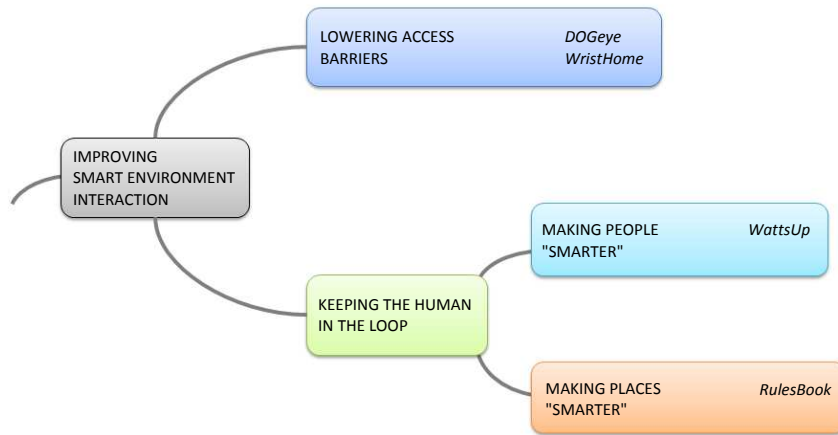 LOWERING ACCESS BARRIERS
DOGeye
WristHome
IMPROVING
SMART ENVIRONMENT
INTERACTION
MAKING PEOPLE
"SMARTER"
WattsUp
KEEPING THE HUMAN
IN THE LOOP
MAKING PLACES
"SMARTER"
RulesBook